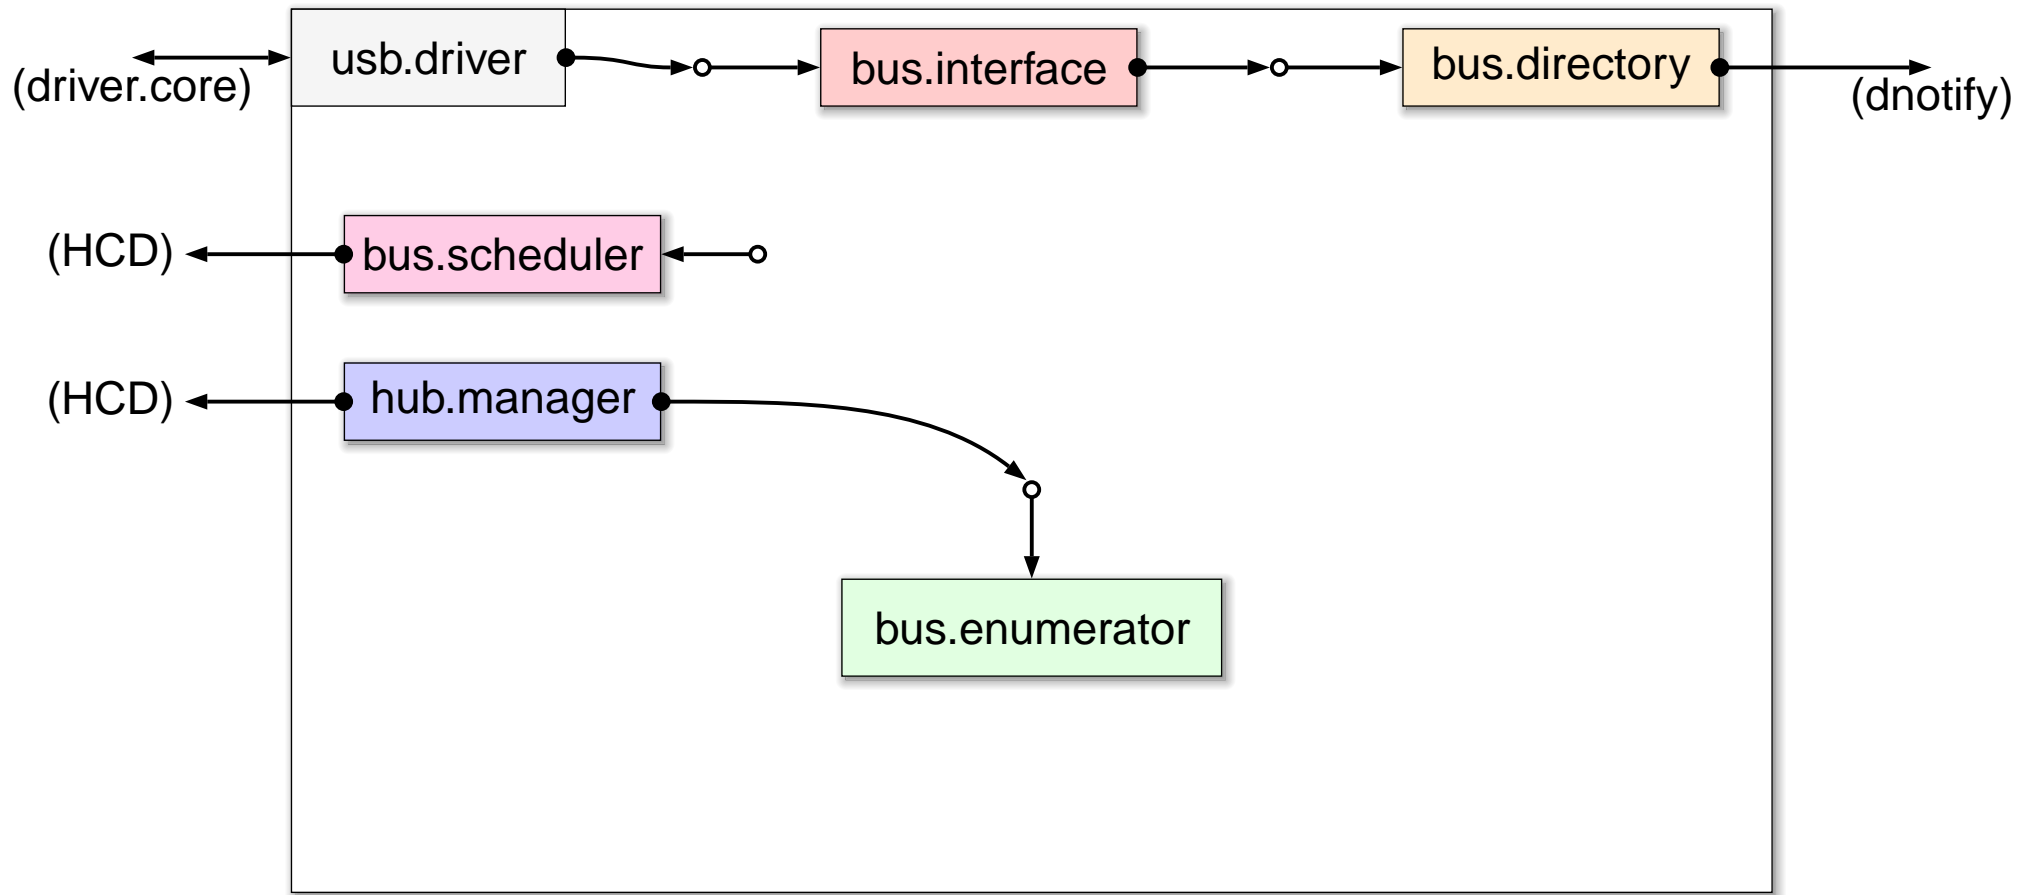 usb.driver
bus.interface
bus.directory
(driver.core)
(dnotify)
(HCD)
bus.scheduler
(HCD)
hub.manager
bus.enumerator